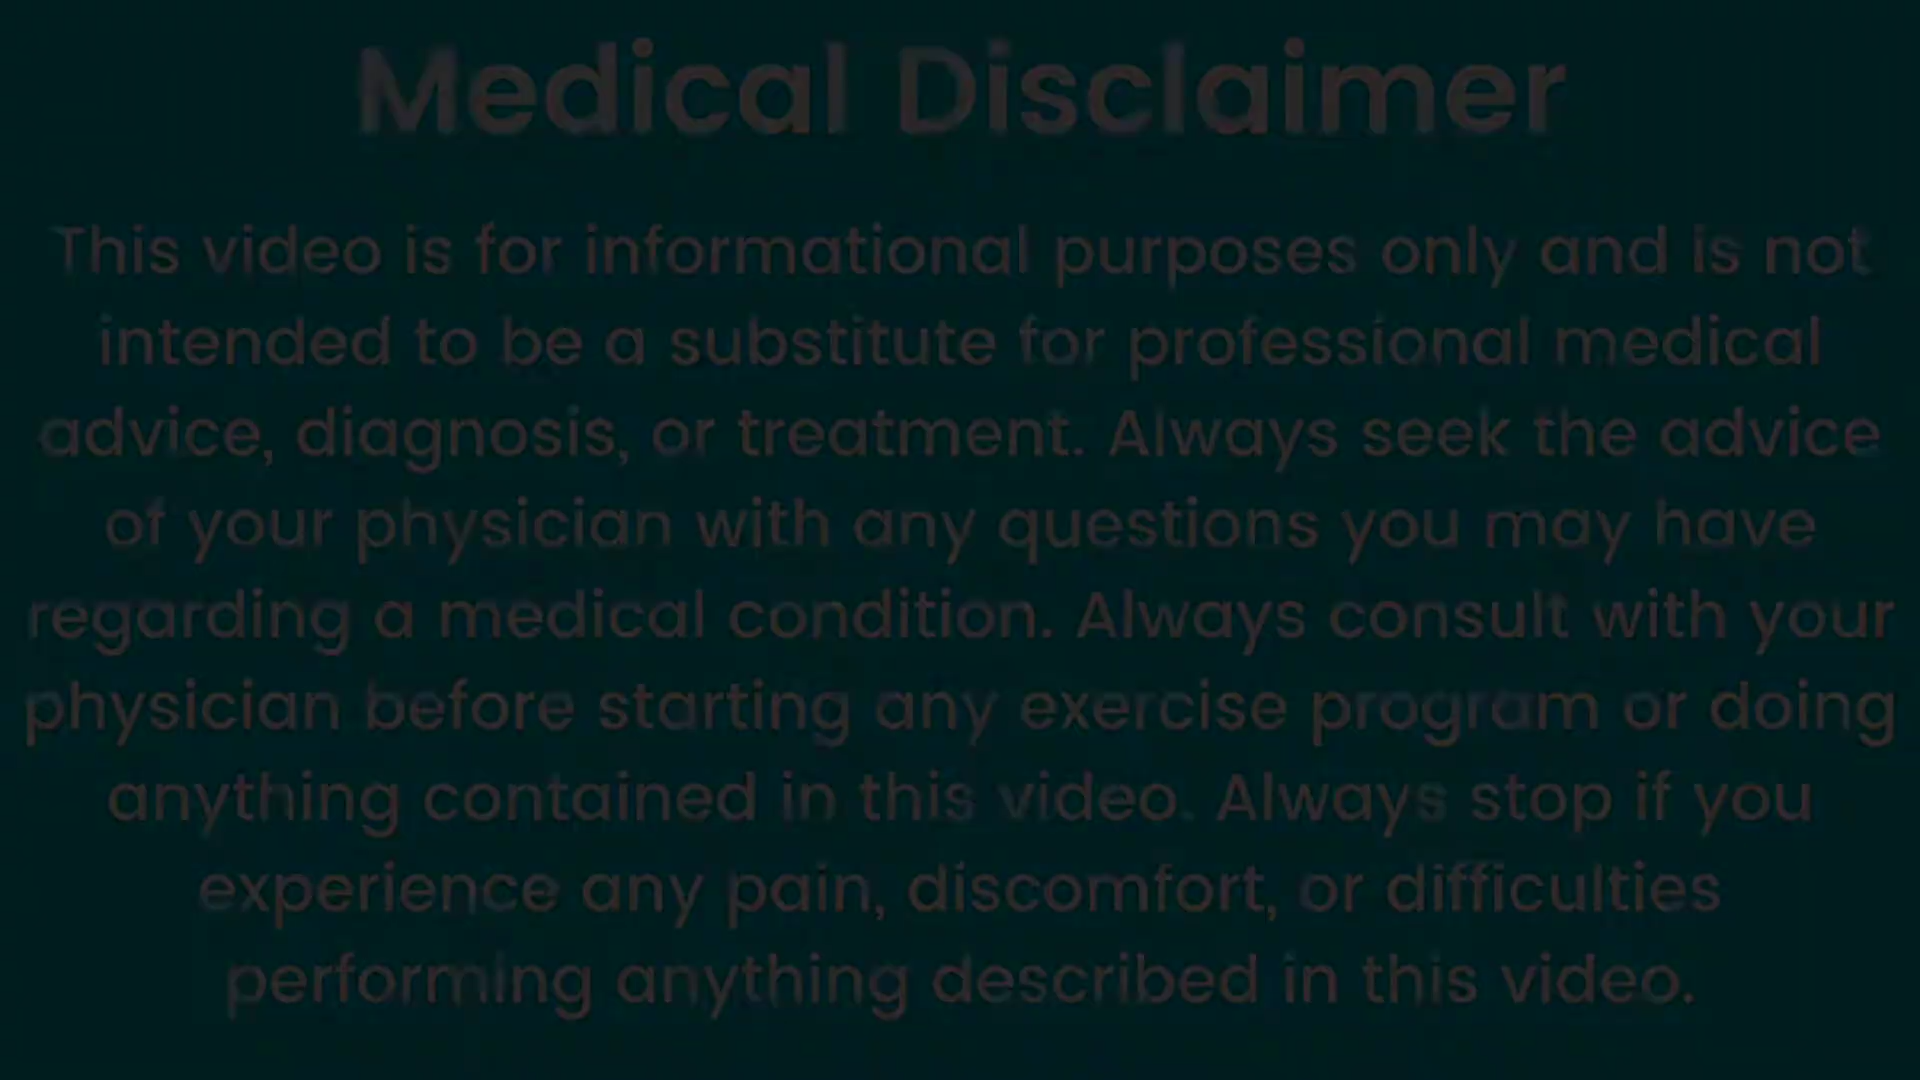 Medical Disclaimer
This video is for informational purposes only and is not
intended to be a substitute for professional medical
advice, diagnosis, or treatment. Always seek the advice
of your physician with any questions you may have
regarding a medical condition. Always consult with your
physician before starting any exercise program or doing
anything contained in this video. Always stop if you
experience any pain, discomfort, or difficulties
performing anything described in this video.